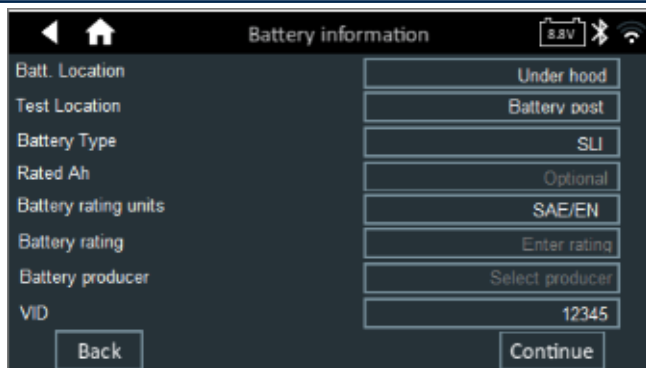 Battery information 8.8V
Batt. Location Under hood
Test Location Battery post
Battery Type SLI
Rated Ah Optional
Battery rating units SAE/EN
Battery rating Enter rating
Battery producer Select producer
VID 12345
Back Continue